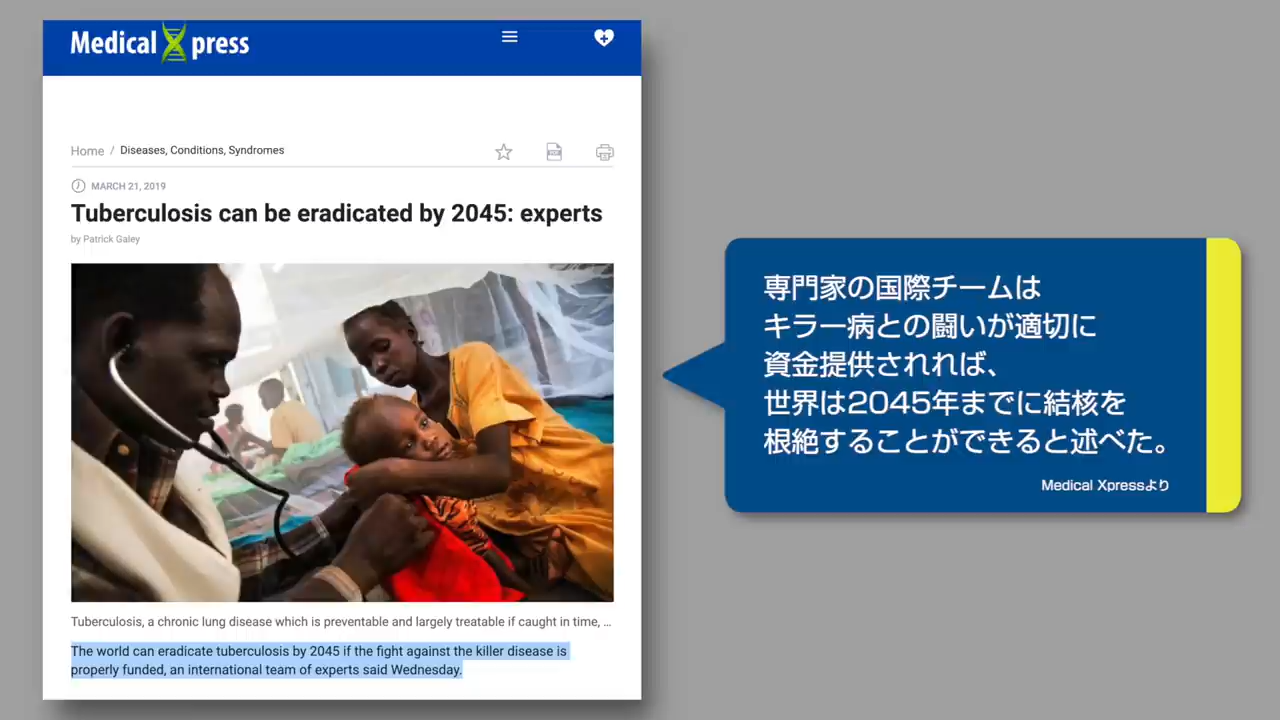 Medical Xpress
Home / Diseases, Conditions, Syndromes
MARCH 21, 2019
Tuberculosis can be eradicated by 2045: experts
by Patrick Galey
Tuberculosis, a chronic lung disease which is preventable and largely treatable if caught in time, ...
The world can eradicate tuberculosis by 2045 if the fight against the killer disease is
properly funded, an international team of experts said Wednesday.
専門家の国際チームは
キラー病との闘いが適切に
資金提供されれば、
世界は2045年までに結核を
根絶することができると述べた。
Medical Xpressより